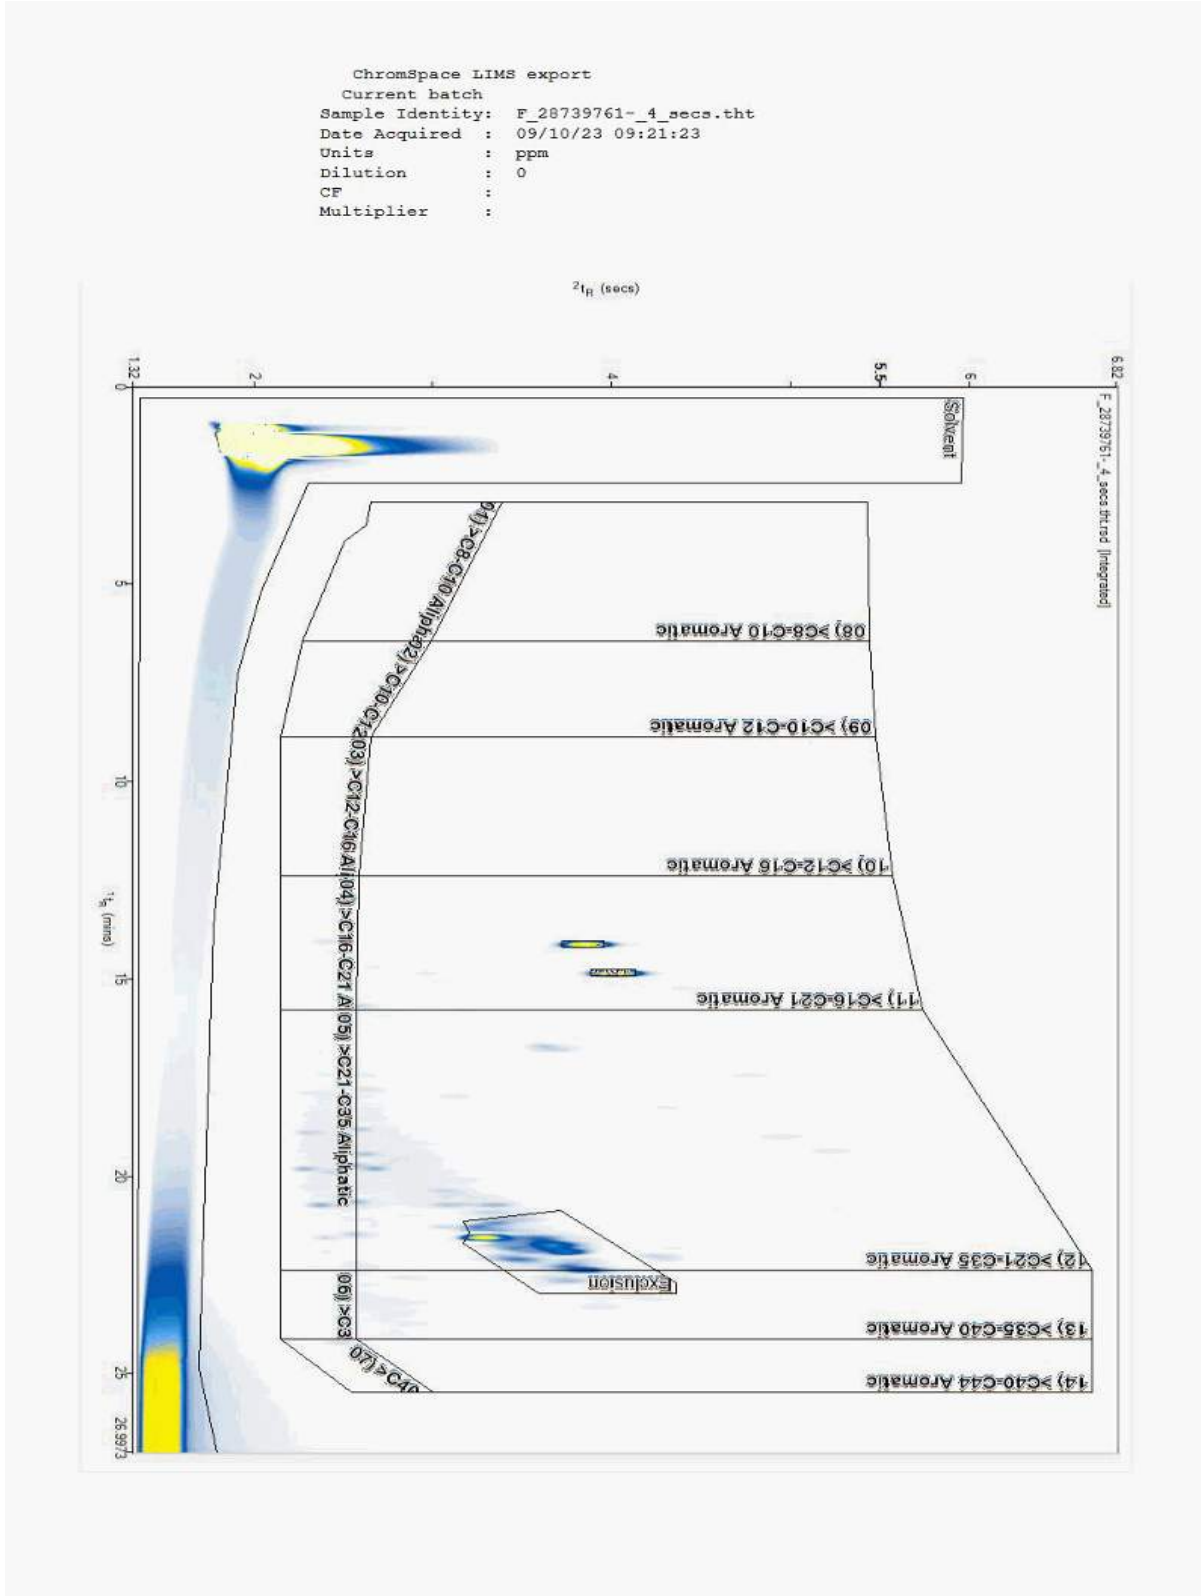 ChromSpace LIMS export
Current batch
Sample Identity: F_28739761-_4_secs.tht
Date Acquired : 09/10/23 09:21:23
Units : ppm
Dilution : 0
CF :
Multiplier :
²tR (secs)
1.32
2
4
5.5
6
6.82
F_28739761-_4_secs.tht.rsd [Integrated]
Solvent
0
5
10
15
20
25
26.9973
¹tR (mins)
01) >C8-C10 Aliph
02) >C10-C12
03) >C12-C16 Ali
04) >C16-C21 A
05) >C21-C35 Aliphatic
06) >C3
07) >C40
08) >C8-C10 Aromatic
09) >C10-C12 Aromatic
10) >C12-C16 Aromatic
11) >C16-C21 Aromatic
12) >C21-C35 Aromatic
Exclusion
13) >C35-C40 Aromatic
14) >C40-C44 Aromatic